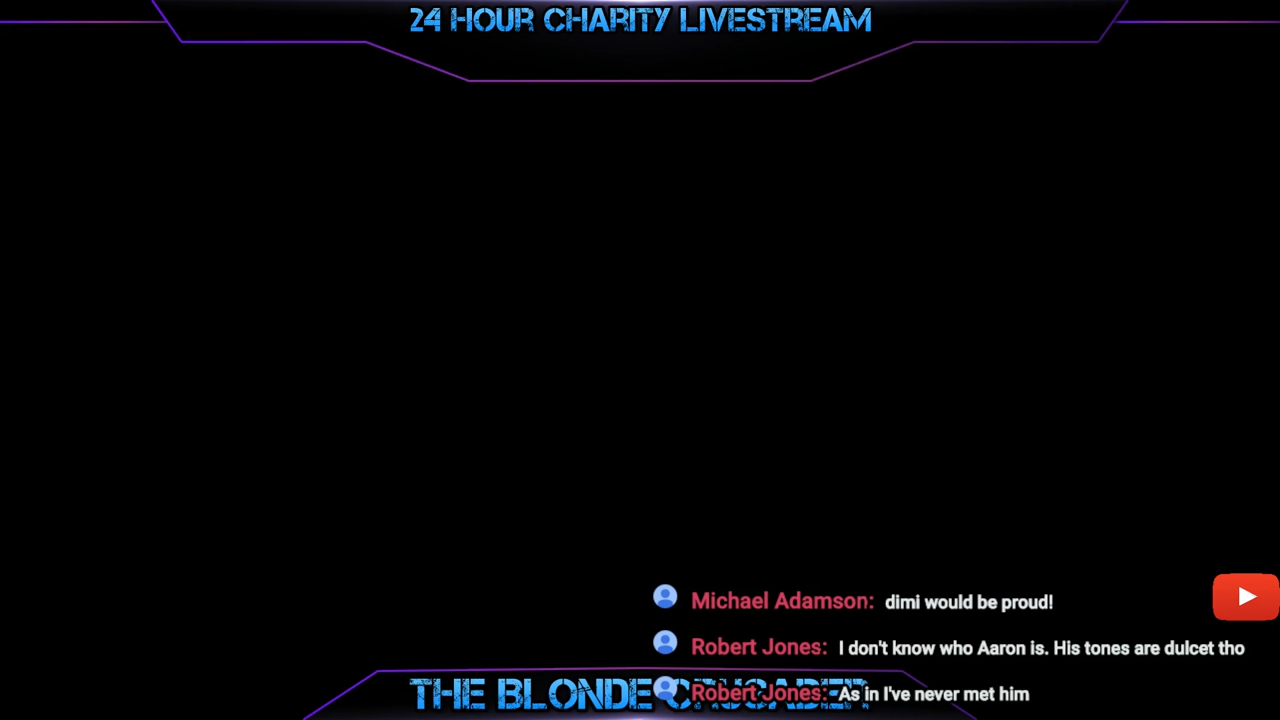 24 HOUR CHARITY LIVESTREAM
Michael Adamson: dimi would be proud!
Robert Jones: I don't know who Aaron is. His tones are dulcet tho
THE BLONDE CRUSADER
Robert Jones: As in I've never met him